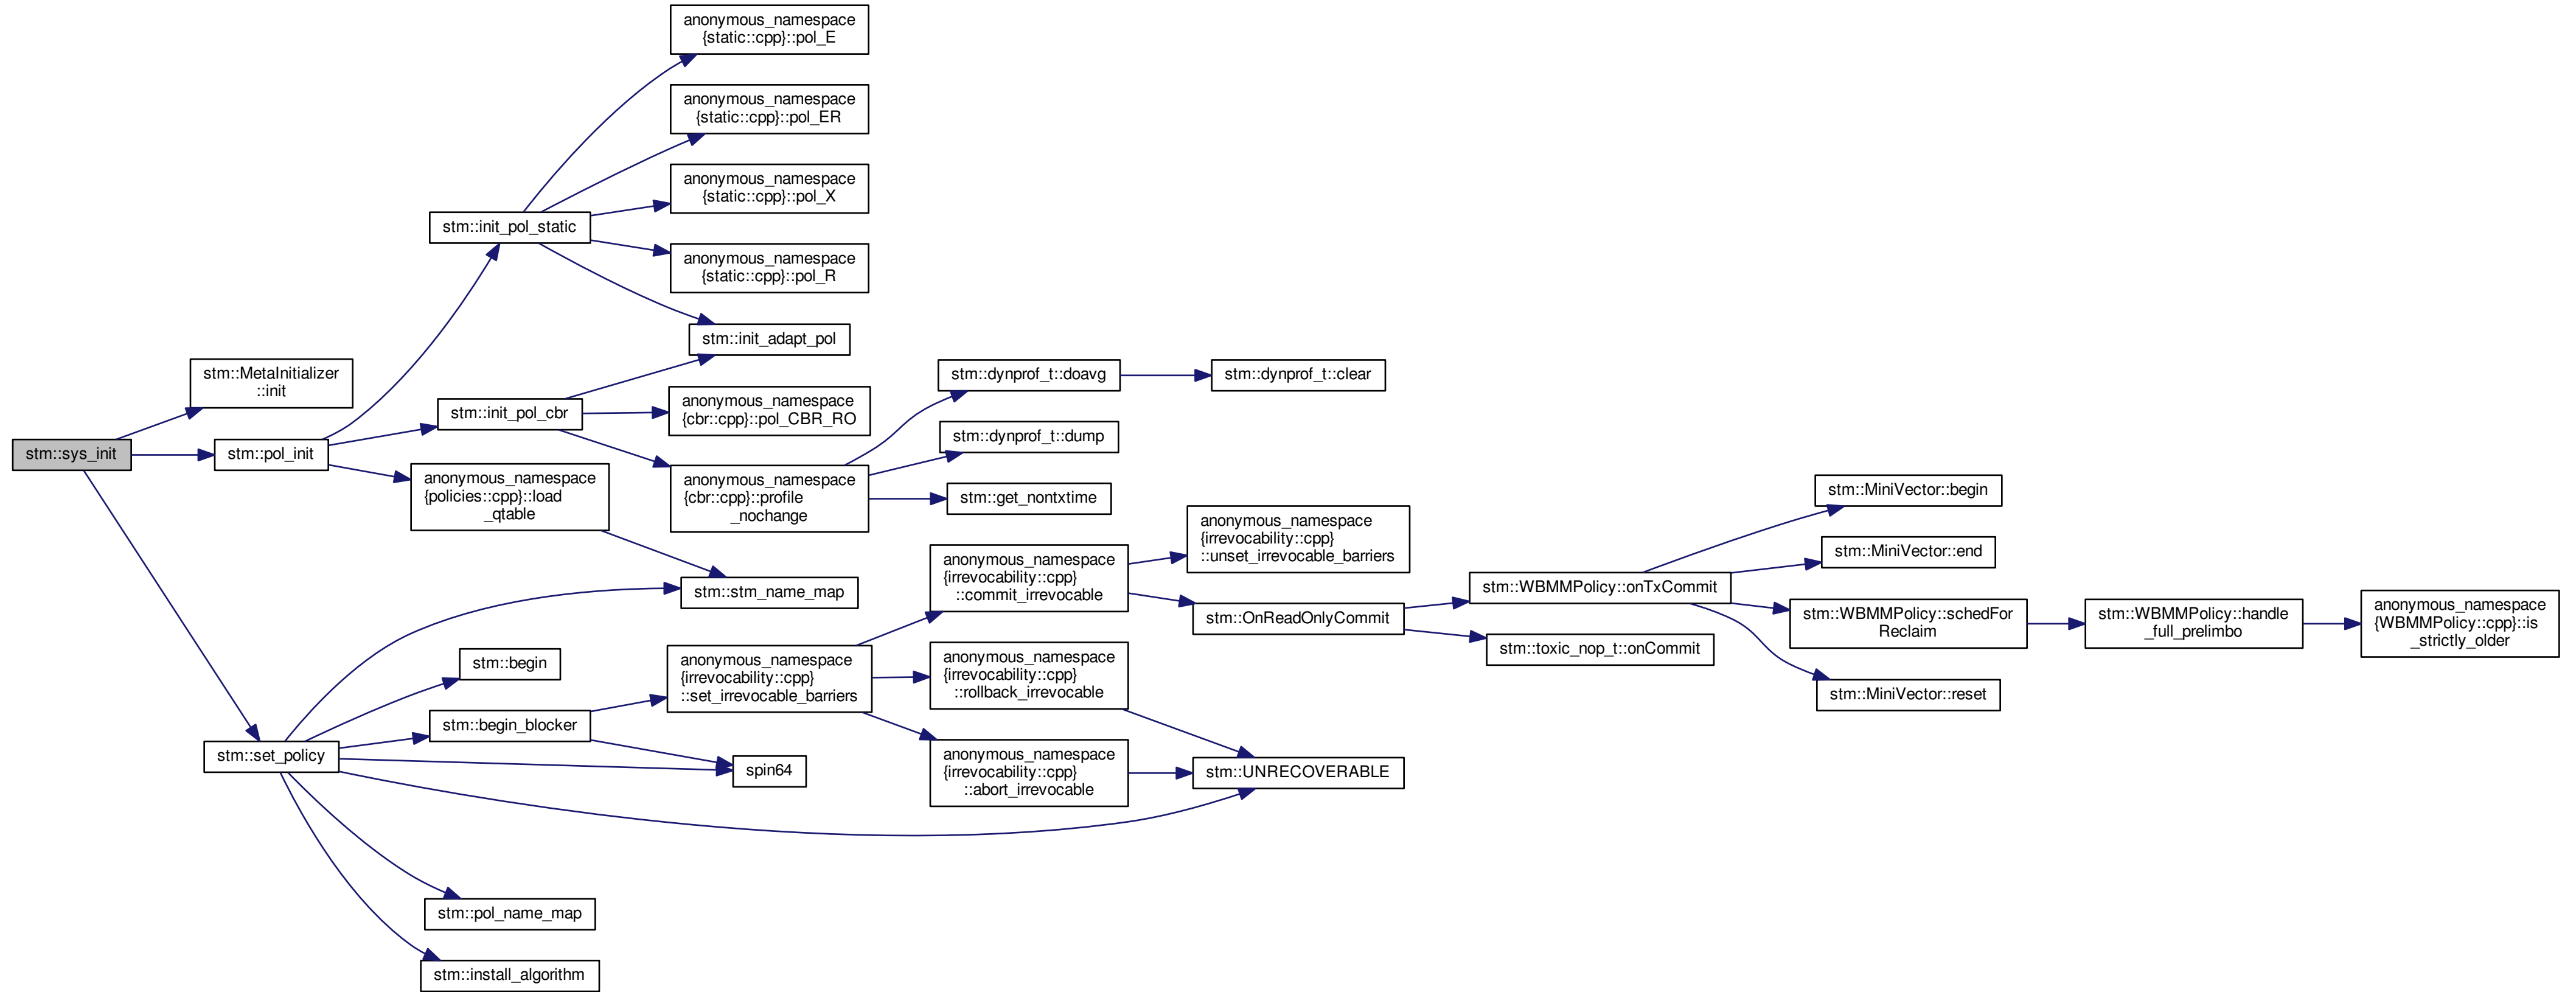 stm::sys_init
stm::MetaInitializer
::init
stm::pol_init
stm::set_policy
stm::init_pol_static
stm::init_pol_cbr
anonymous_namespace
{policies::cpp}::load
_qtable
stm::begin
stm::begin_blocker
stm::pol_name_map
stm::install_algorithm
anonymous_namespace
{static::cpp}::pol_E
anonymous_namespace
{static::cpp}::pol_ER
anonymous_namespace
{static::cpp}::pol_X
anonymous_namespace
{static::cpp}::pol_R
stm::init_adapt_pol
anonymous_namespace
{cbr::cpp}::pol_CBR_RO
anonymous_namespace
{cbr::cpp}::profile
_nochange
stm::stm_name_map
anonymous_namespace
{irrevocability::cpp}
::set_irrevocable_barriers
spin64
stm::dynprof_t::doavg
stm::dynprof_t::dump
stm::get_nontxtime
anonymous_namespace
{irrevocability::cpp}
::commit_irrevocable
anonymous_namespace
{irrevocability::cpp}
::rollback_irrevocable
anonymous_namespace
{irrevocability::cpp}
::abort_irrevocable
stm::dynprof_t::clear
anonymous_namespace
{irrevocability::cpp}
::unset_irrevocable_barriers
stm::OnReadOnlyCommit
stm::UNRECOVERABLE
stm::WBMMPolicy::onTxCommit
stm::toxic_nop_t::onCommit
stm::MiniVector::begin
stm::MiniVector::end
stm::WBMMPolicy::schedFor
Reclaim
stm::MiniVector::reset
stm::WBMMPolicy::handle
_full_prelimbo
anonymous_namespace
{WBMMPolicy::cpp}::is
_strictly_older